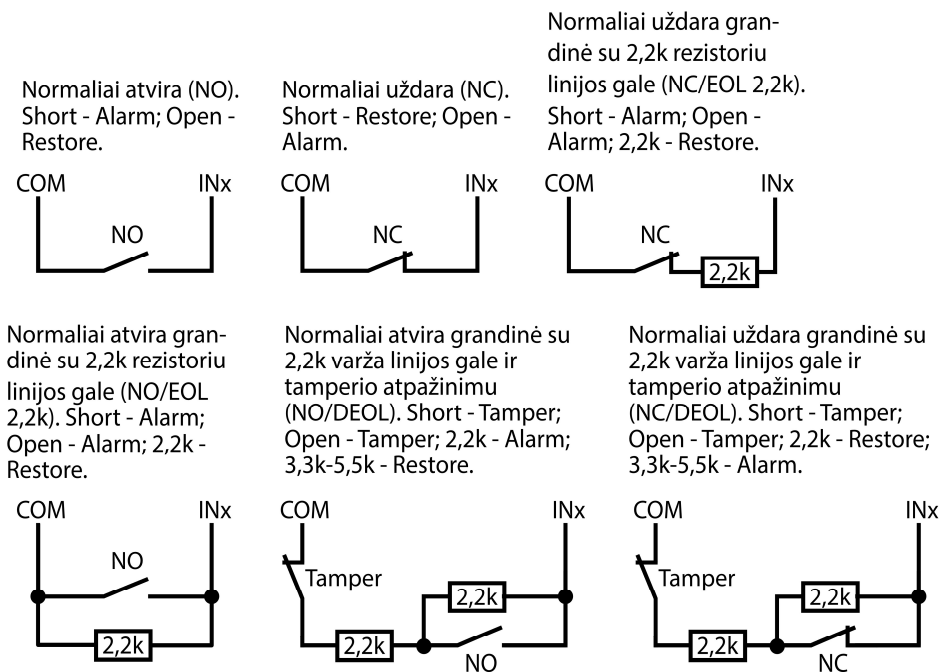 Normaliai atvira (NO).
Short - Alarm; Open -
Restore.
COM INx
NO
Normaliai uždara (NC).
Short - Restore; Open -
Alarm.
COM INx
NC
Normaliai uždara gran-
dinė su 2,2k rezistoriu
linijos gale (NC/EOL 2,2k).
Short - Alarm; Open -
Alarm; 2,2k - Restore.
COM INx
NC
2,2k
Normaliai atvira gran-
dinė su 2,2k rezistoriu
linijos gale (NO/EOL
2,2k). Short - Alarm;
Open - Alarm; 2,2k -
Restore.
COM INx
NO
2,2k
Normaliai atvira grandinė su
2,2k varža linijos gale ir
tamperio atpažinimu
(NO/DEOL). Short - Tamper;
Open - Tamper; 2,2k - Alarm;
3,3k-5,5k - Restore.
COM INx
Tamper
2,2k
2,2k
NO
Normaliai uždara grandinė su
2,2k varža linijos gale ir
tamperio atpažinimu
(NC/DEOL). Short - Tamper;
Open - Tamper; 2,2k - Restore;
3,3k-5,5k - Alarm.
COM INx
Tamper
2,2k
2,2k
NC